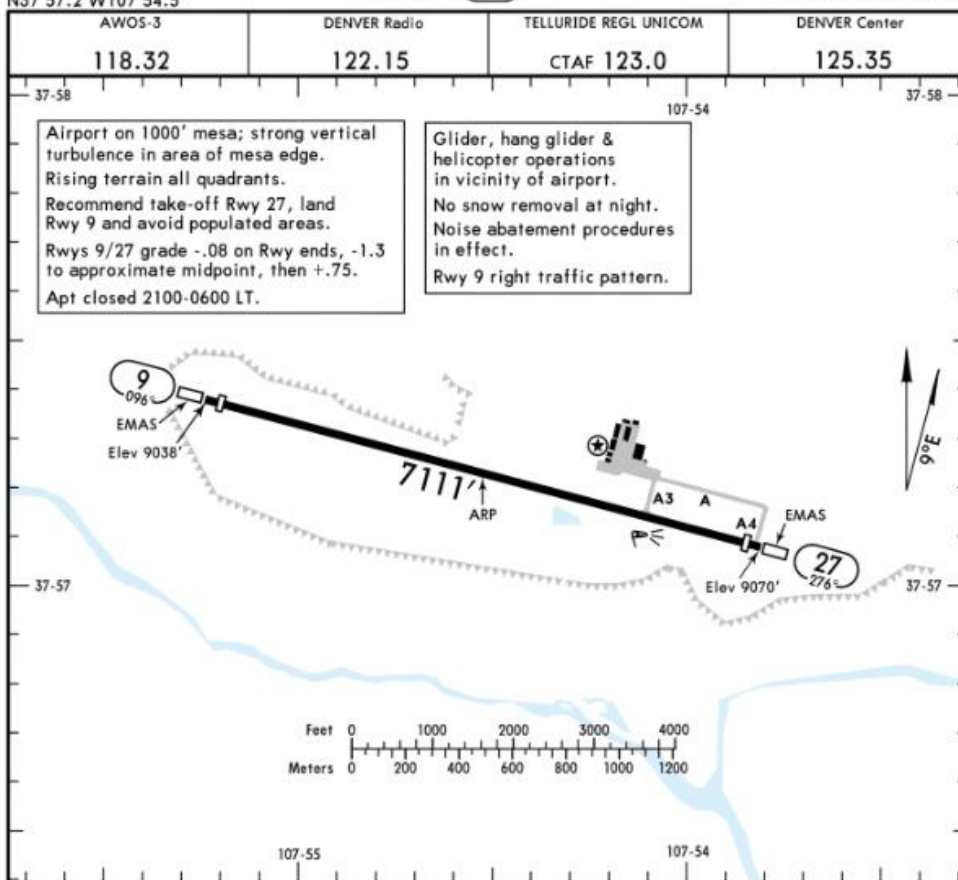 N37 57.2 W107 54.5
AWOS-3
118.32
DENVER Radio
122.15
TELLURIDE REGL UNICOM
CTAF 123.0
DENVER Center
125.35
37-58
107-54
37-58
Airport on 1000' mesa; strong vertical
turbulence in area of mesa edge.
Rising terrain all quadrants.
Recommend take-off Rwy 27, land
Rwy 9 and avoid populated areas.
Rwys 9/27 grade -.08 on Rwy ends, -1.3
to approximate midpoint, then +.75.
Apt closed 2100-0600 LT.
Glider, hang glider &
helicopter operations
in vicinity of airport.
No snow removal at night.
Noise abatement procedures
in effect.
Rwy 9 right traffic pattern.
9
096°
EMAS
Elev 9038'
7111'
ARP
A3
A
A4
EMAS
27
276°
Elev 9070'
9°E
37-57
37-57
Feet 0 1000 2000 3000 4000
Meters 0 200 400 600 800 1000 1200
107-55
107-54